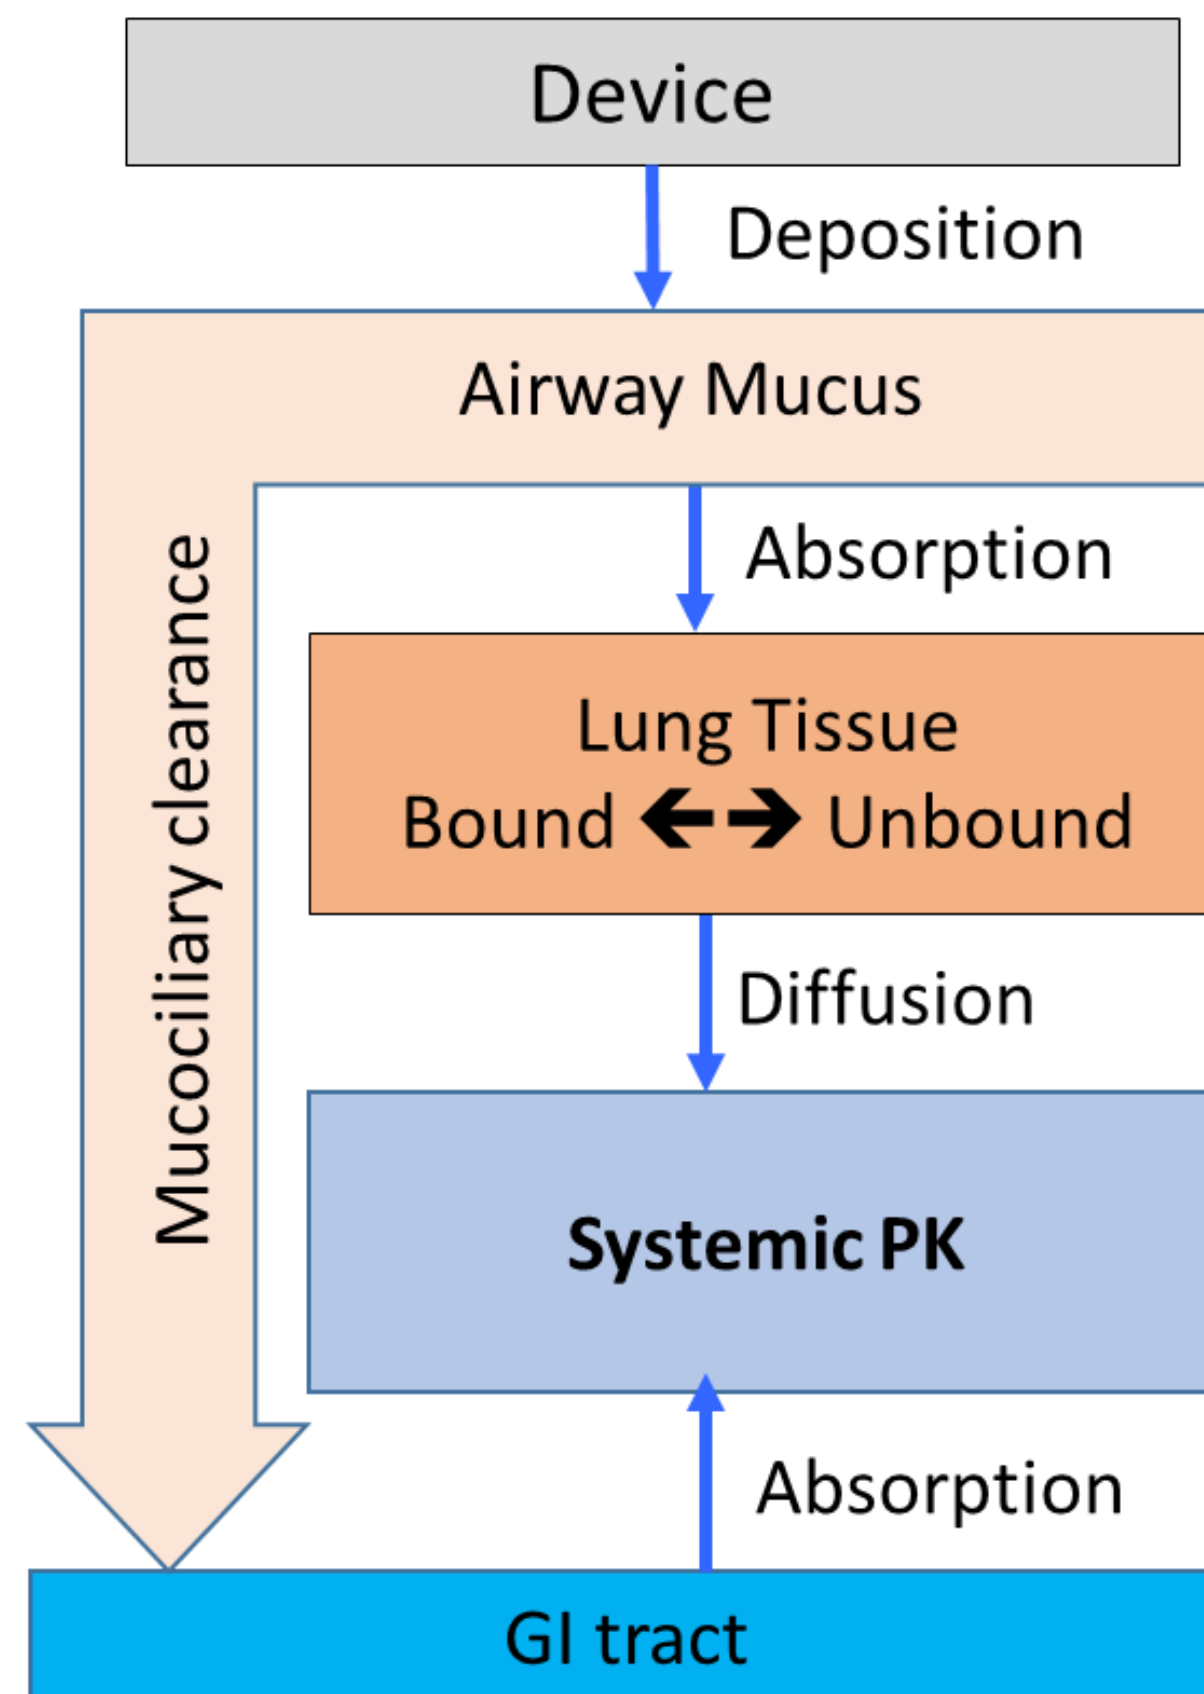 Device
Deposition
Airway Mucus
Absorption
Mucociliary clearance
Lung Tissue
Bound 🡨🡪 Unbound
Diffusion
Systemic PK
Absorption
GI tract